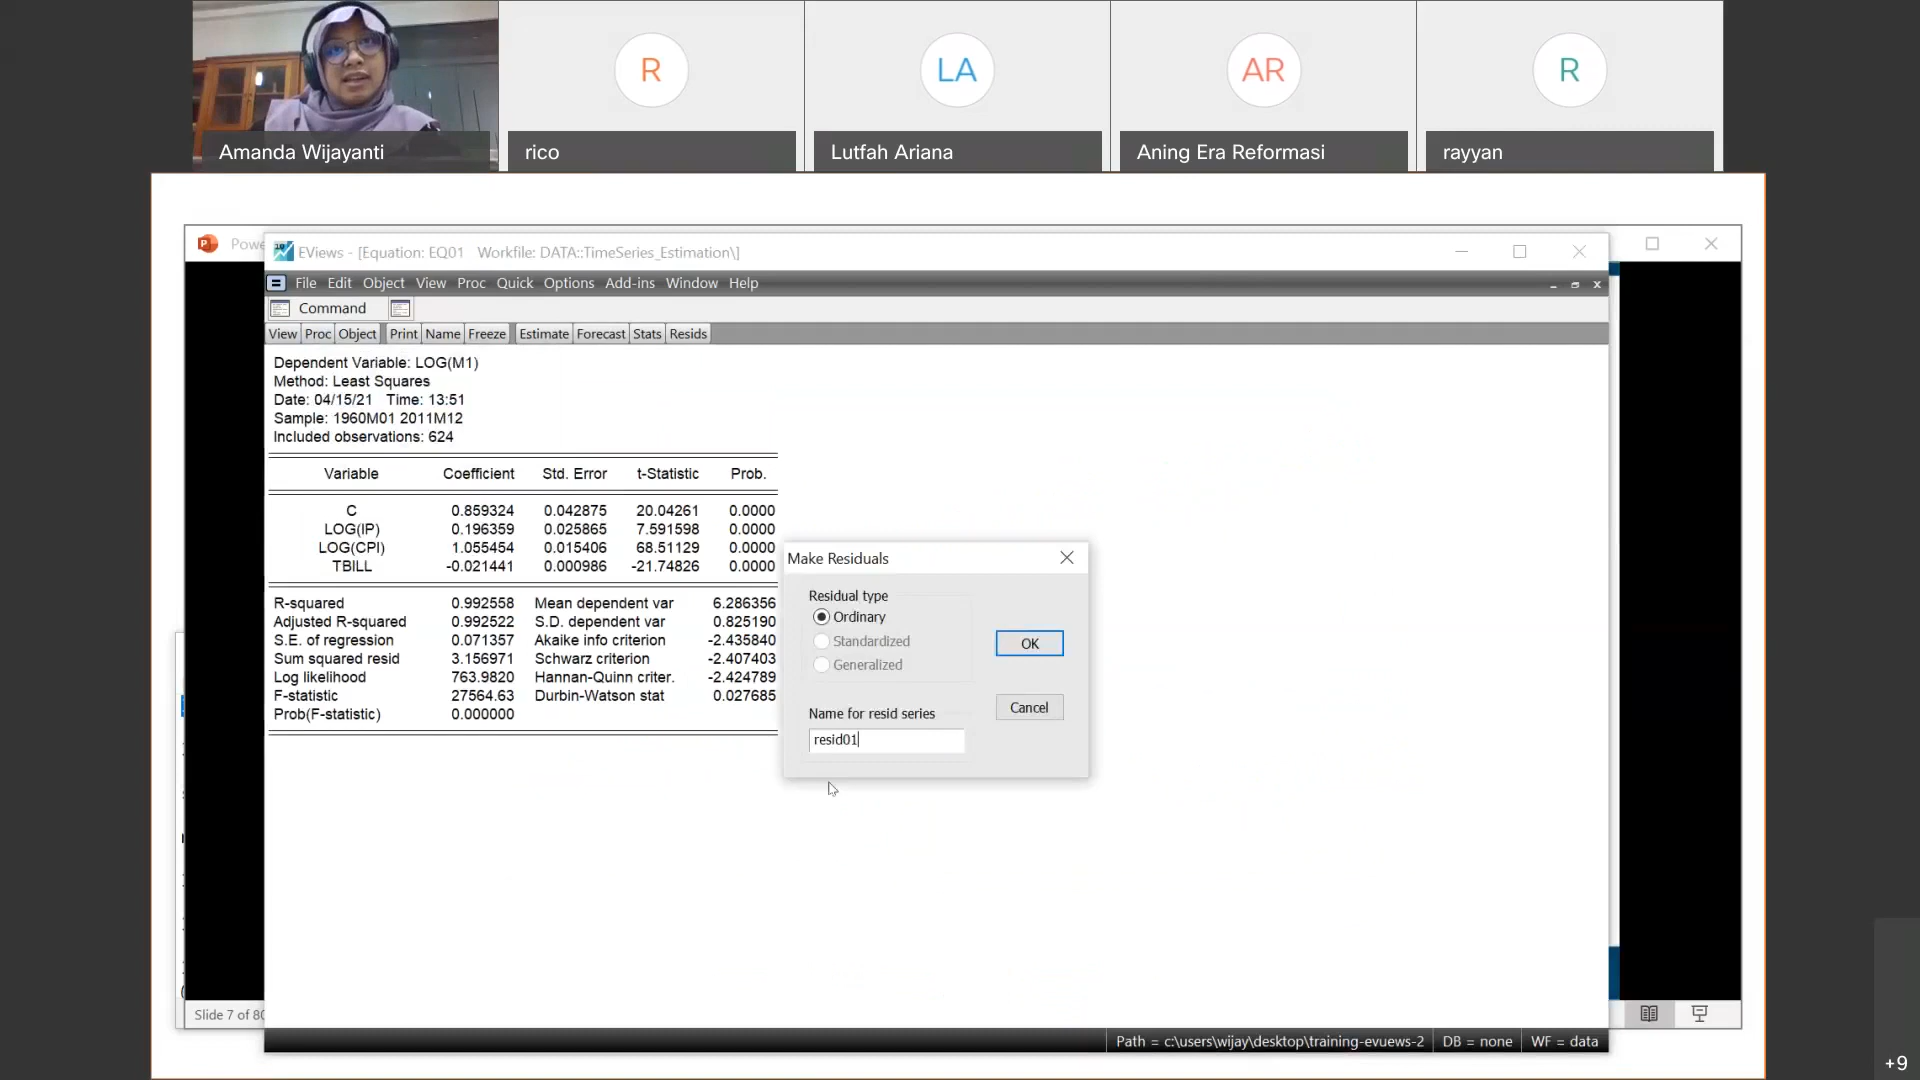 R
LA
AR
R
Amanda Wijayanti
rico
Lutfah Ariana
Aning Era Reformasi
rayyan
EViews - [Equation: EQ01 Workfile: DATA::TimeSeries_Estimation\]
File Edit Object View Proc Quick Options Add-ins Window Help
Command
View Proc Object Print Name Freeze Estimate Forecast Stats Resids
Dependent Variable: LOG(M1)
Method: Least Squares
Date: 04/15/21 Time: 13:51
Sample: 1960M01 2011M12
Included observations: 624
Variable Coefficient Std. Error t-Statistic Prob.
C 0.859324 0.042875 20.04261 0.0000
LOG(IP) 0.196359 0.025865 7.591598 0.0000
LOG(CPI) 1.055454 0.015406 68.51129 0.0000
TBILL -0.021441 0.000986 -21.74826 0.0000
R-squared 0.992558 Mean dependent var 6.286356
Adjusted R-squared 0.992522 S.D. dependent var 0.825190
S.E. of regression 0.071357 Akaike info criterion -2.435840
Sum squared resid 3.156971 Schwarz criterion -2.407403
Log likelihood 763.9820 Hannan-Quinn criter. -2.424789
F-statistic 27564.63 Durbin-Watson stat 0.027685
Prob(F-statistic) 0.000000
Make Residuals
Residual type
Ordinary
Standardized
Generalized
OK
Name for resid series
Cancel
resid01
Slide 7 of 80
Path = c:\users\wijay\desktop\training-evuews-2 DB = none WF = data
+9